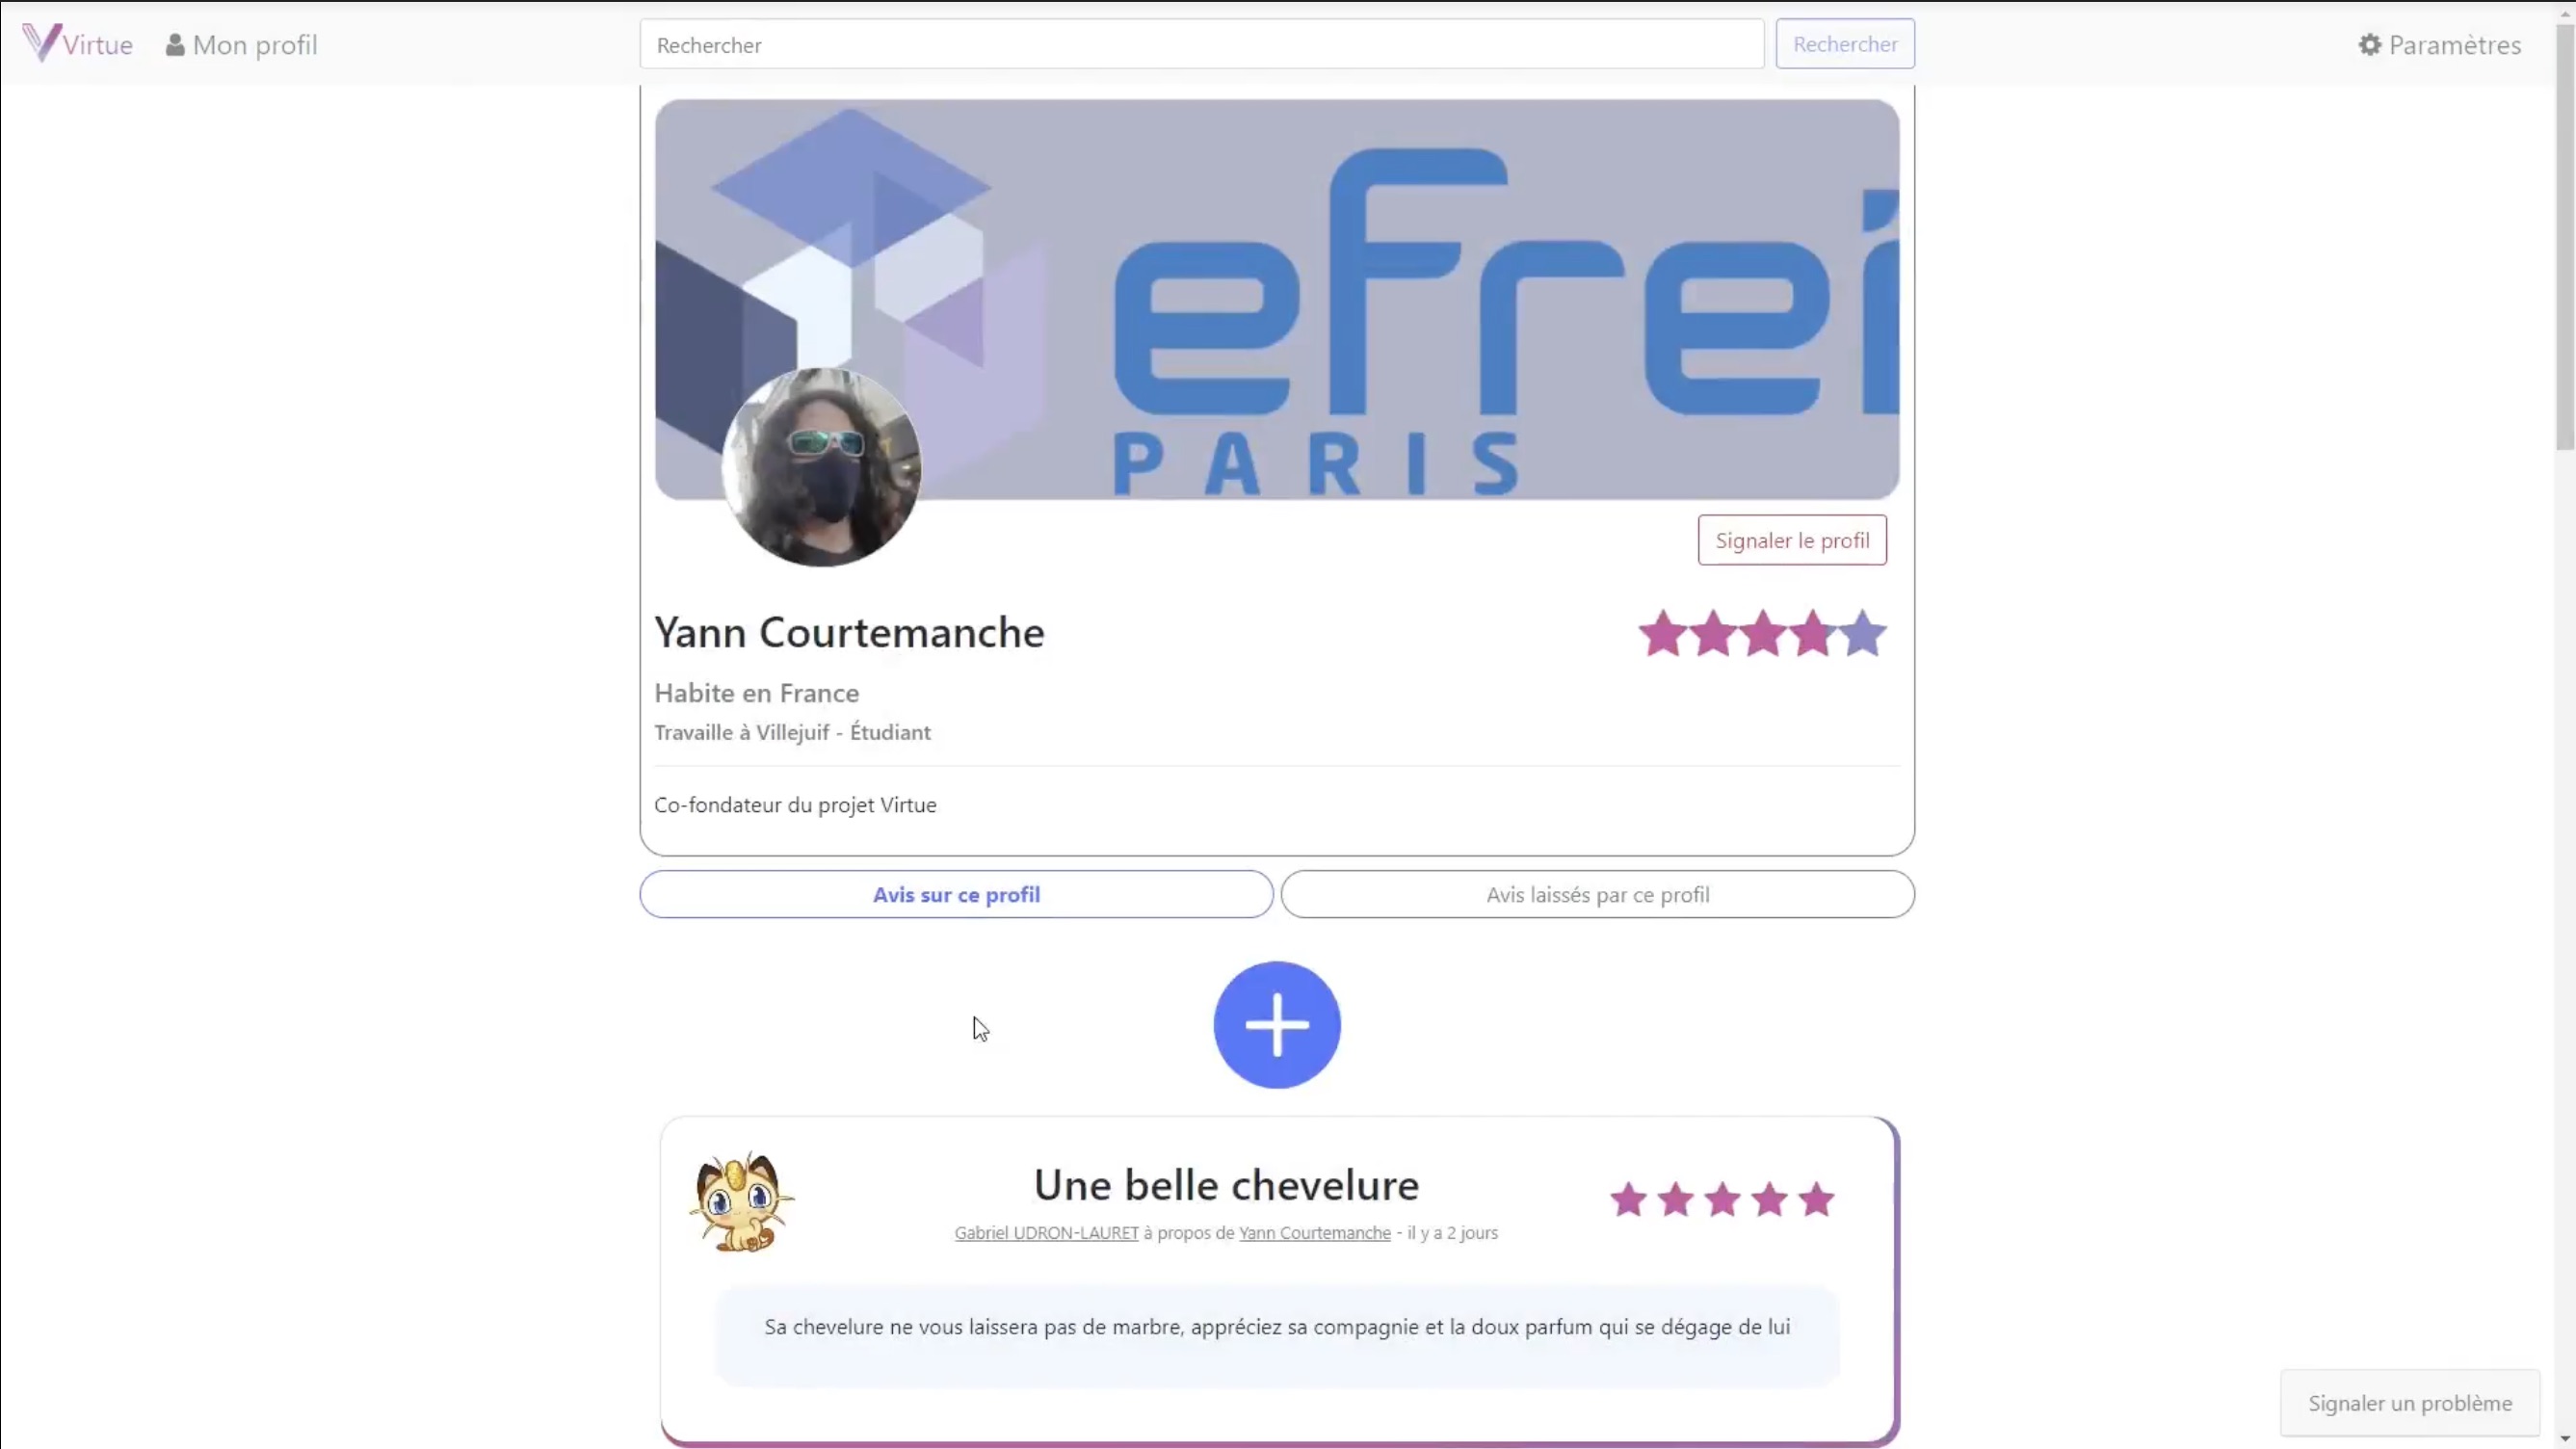 Virtue
Mon profil
Rechercher
Rechercher
Paramètres
efrei
PARIS
Signaler le profil
Yann Courtemanche
Habite en France
Travaille à Villejuif - Étudiant
Co-fondateur du projet Virtue
Avis sur ce profil
Avis laissés par ce profil
Une belle chevelure
Gabriel UDRON-LAURET à propos de Yann Courtemanche - il y a 2 jours
Sa chevelure ne vous laissera pas de marbre, appréciez sa compagnie et la doux parfum qui se dégage de lui
Signaler un problème